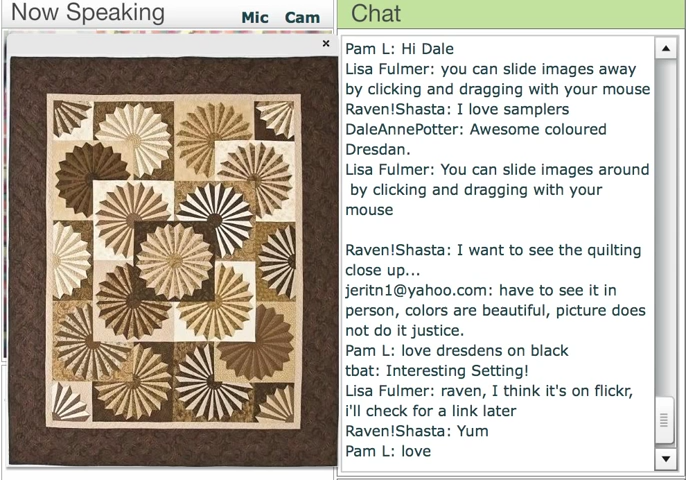 Now Speaking
Mic Cam
×
Chat
Pam L: Hi Dale
Lisa Fulmer: you can slide images away
by clicking and dragging with your mouse
Raven!Shasta: I love samplers
DaleAnnePotter: Awesome coloured
Dresdan.
Lisa Fulmer: You can slide images around
by clicking and dragging with your
mouse
Raven!Shasta: I want to see the quilting
close up...
jeritn1@yahoo.com: have to see it in
person, colors are beautiful, picture does
not do it justice.
Pam L: love dresdens on black
tbat: Interesting Setting!
Lisa Fulmer: raven, I think it's on flickr,
i'll check for a link later
Raven!Shasta: Yum
Pam L: love